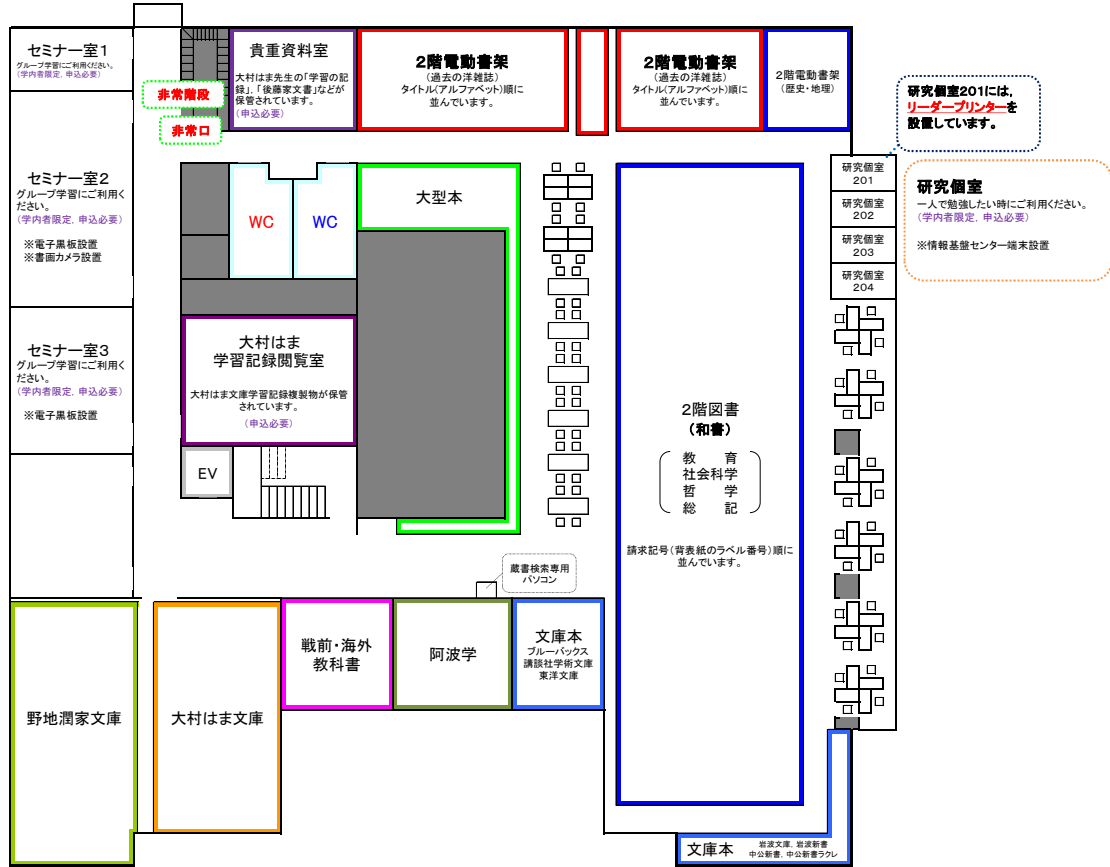 セミナー室1
グループ学習にご利用ください。
(学内者限定, 申込必要)
貴重資料室
大村はま先生の「学習の記
録」, 「後藤家文書」などが
保管されています。
(申込必要)
2階電動書架
(過去の洋雑誌)
タイトル(アルファベット)順に
並んでいます。
2階電動書架
(過去の洋雑誌)
タイトル(アルファベット)順に
並んでいます。
2階電動書架
(歴史・地理)
非常階段
非常口
研究個室201には,
リーダープリンターを
設置しています。
セミナー室2
グループ学習にご利用くだ
さい。
(学内者限定, 申込必要)
※電子黒板設置
※書画カメラ設置
WC
WC
大型本
研究個室
201
研究個室
202
研究個室
203
研究個室
204
研究個室
一人で勉強したい時にご利用ください。
(学内者限定, 申込必要)
※情報基盤センター端末設置
セミナー室3
グループ学習にご利用くだ
ださい。
(学内者限定, 申込必要)
※電子黒板設置
大村はま
学習記録閲覧室
大村はま文庫学習記録複製物が保管
されています。
(申込必要)
EV
2階図書
(和書)
教　育
社会科学
哲　学
総　記
請求記号(背表紙のラベル番号)順に
並んでいます。
蔵書検索専用
パソコン
野地潤家文庫
大村はま文庫
戦前・海外
教科書
阿波学
文庫本
ブルーバックス
講談社学術文庫
東洋文庫
文庫本
岩波文庫, 岩波新書
中公新書, 中公新書ラクレ